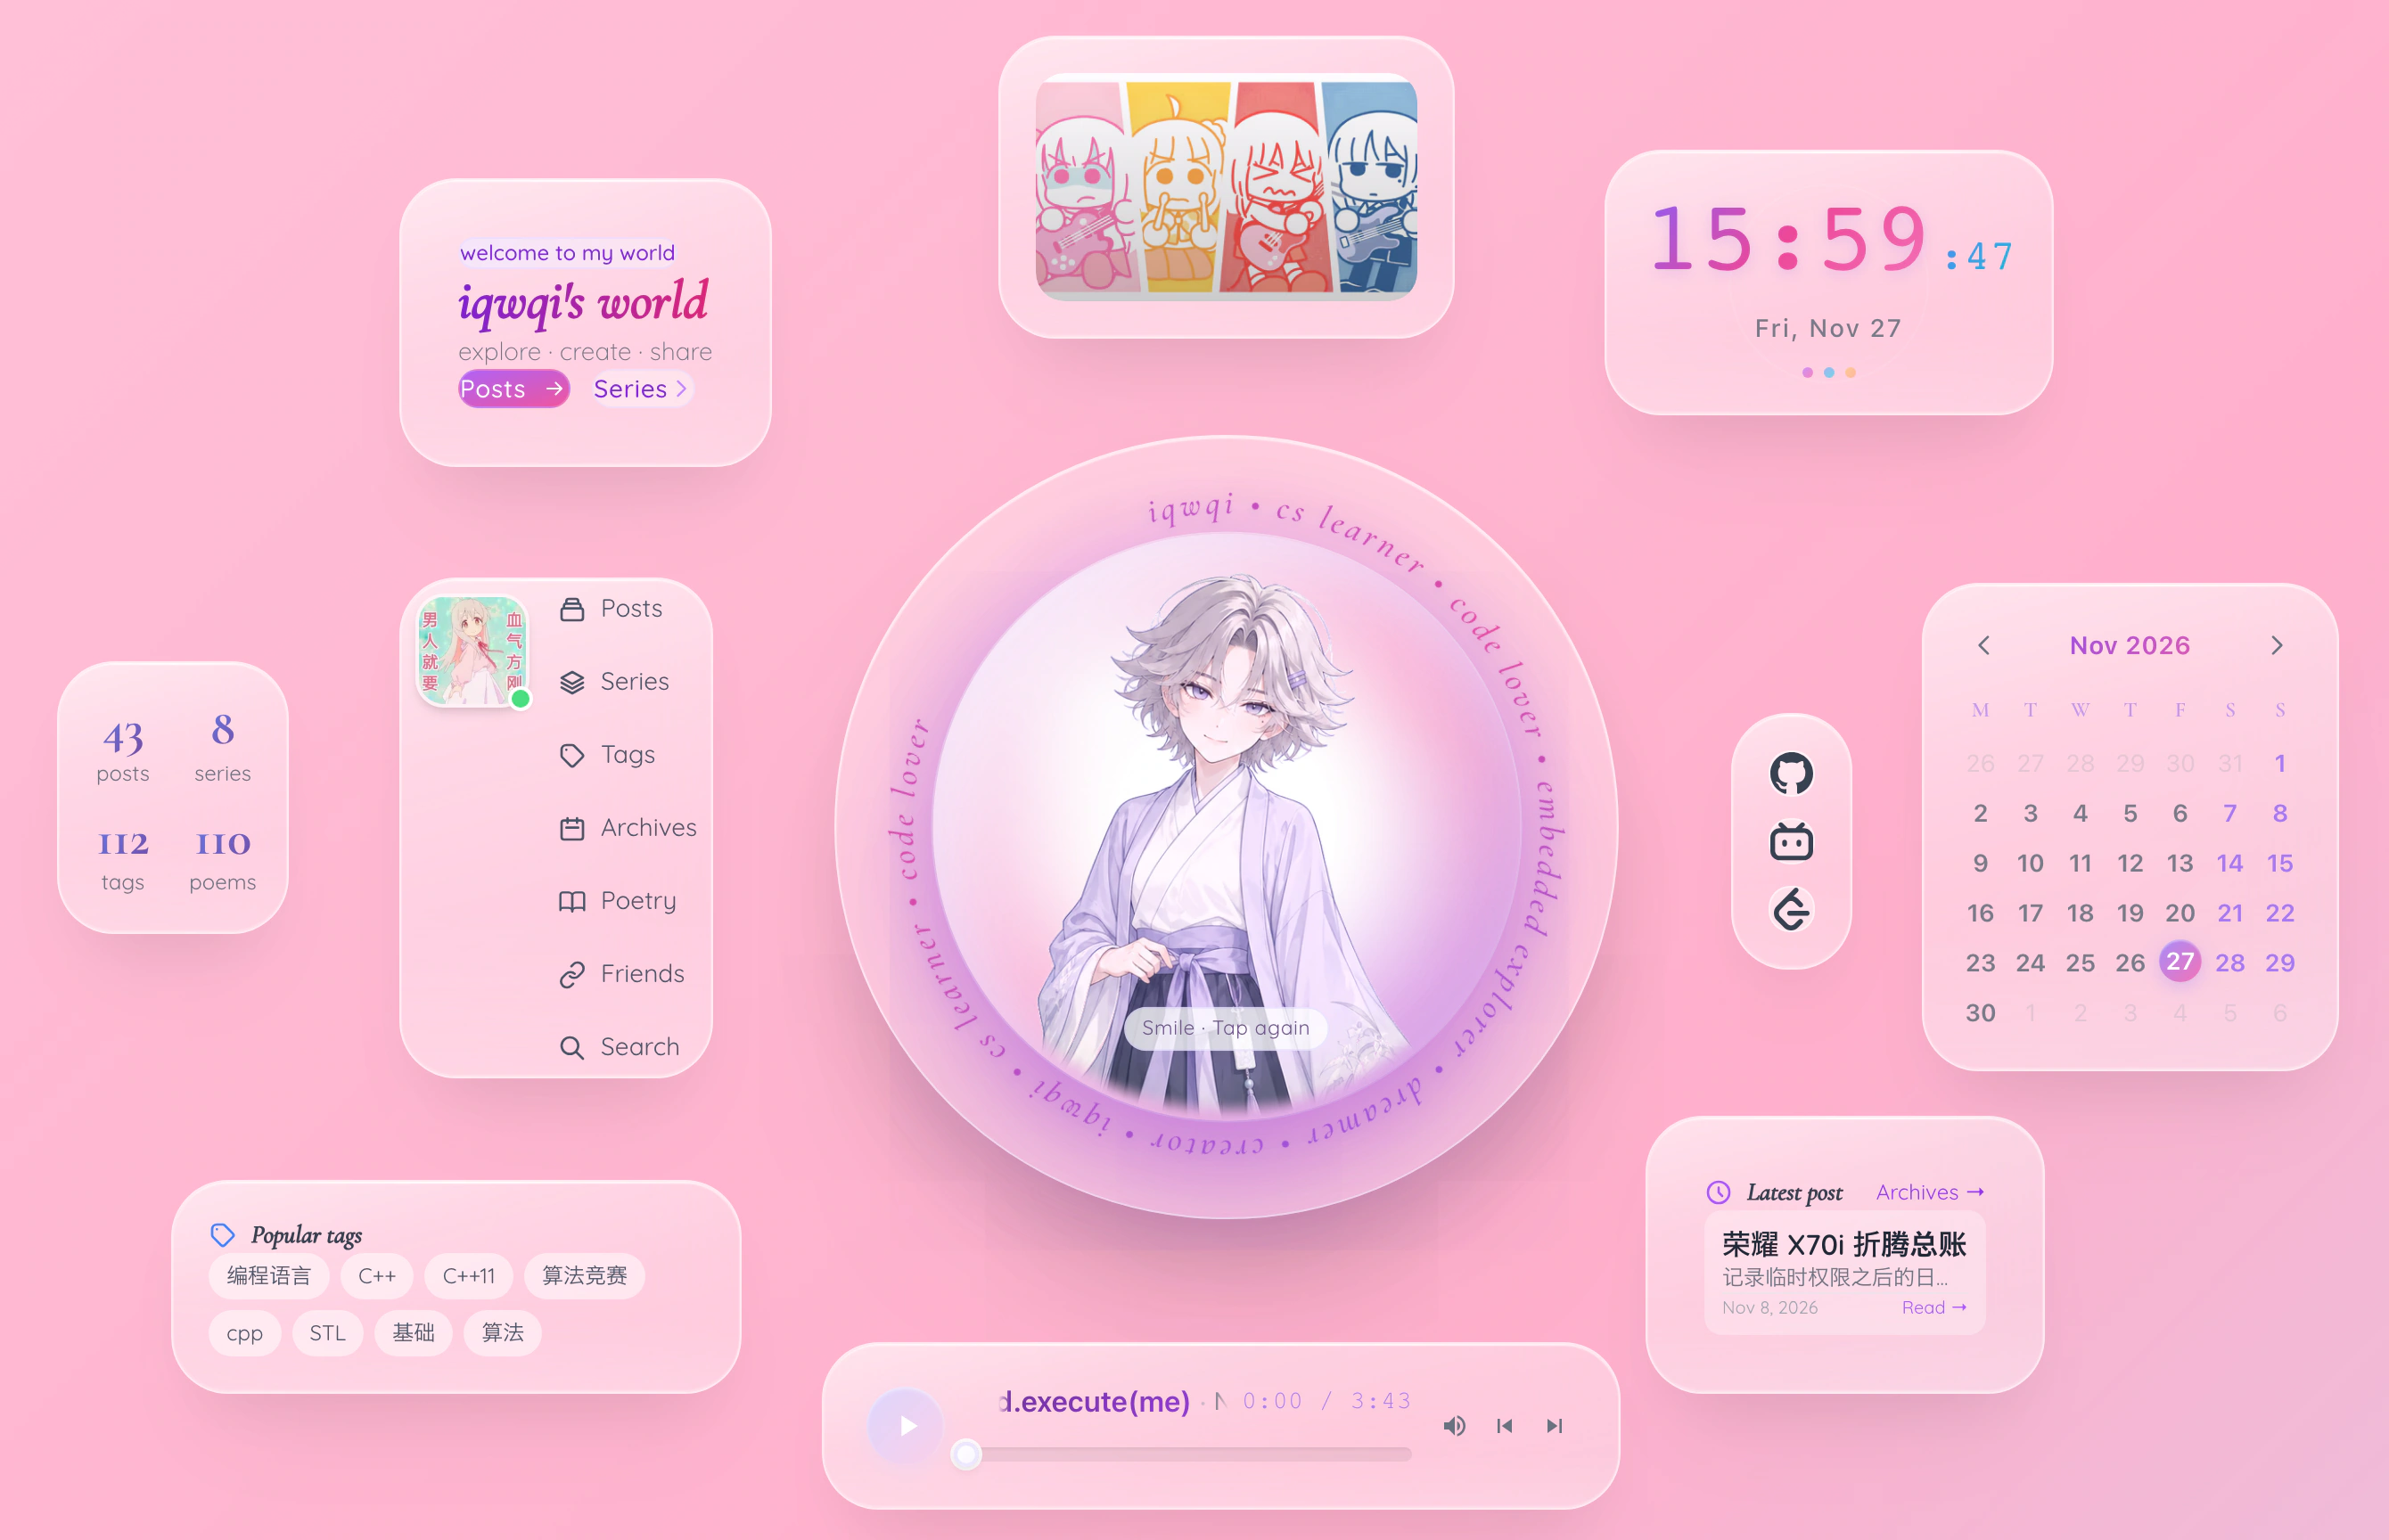 welcome to my world
iqwqi's world
explore · create · share
Posts →
Series >
15:59:47
Fri, Nov 27
iqwqi • cs learner • code lover • embedded explorer • dreamer • creator • iqwqi • cs learner • code lover
Smile · Tap again
43
posts
8
series
112
tags
110
poems
男人就要
血气方刚
Posts
Series
Tags
Archives
Poetry
Friends
Search
Nov 2026
M T W T F S S
26 27 28 29 30 31 1
2 3 4 5 6 7 8
9 10 11 12 13 14 15
16 17 18 19 20 21 22
23 24 25 26 27 28 29
30 1 2 3 4 5 6
Popular tags
编程语言 C++ C++11 算法竞赛
cpp STL 基础 算法
Latest post
Archives →
荣耀 X70i 折腾总账
记录临时权限之后的日...
Nov 8, 2026
Read →
d.execute(me) ·
0:00 / 3:43